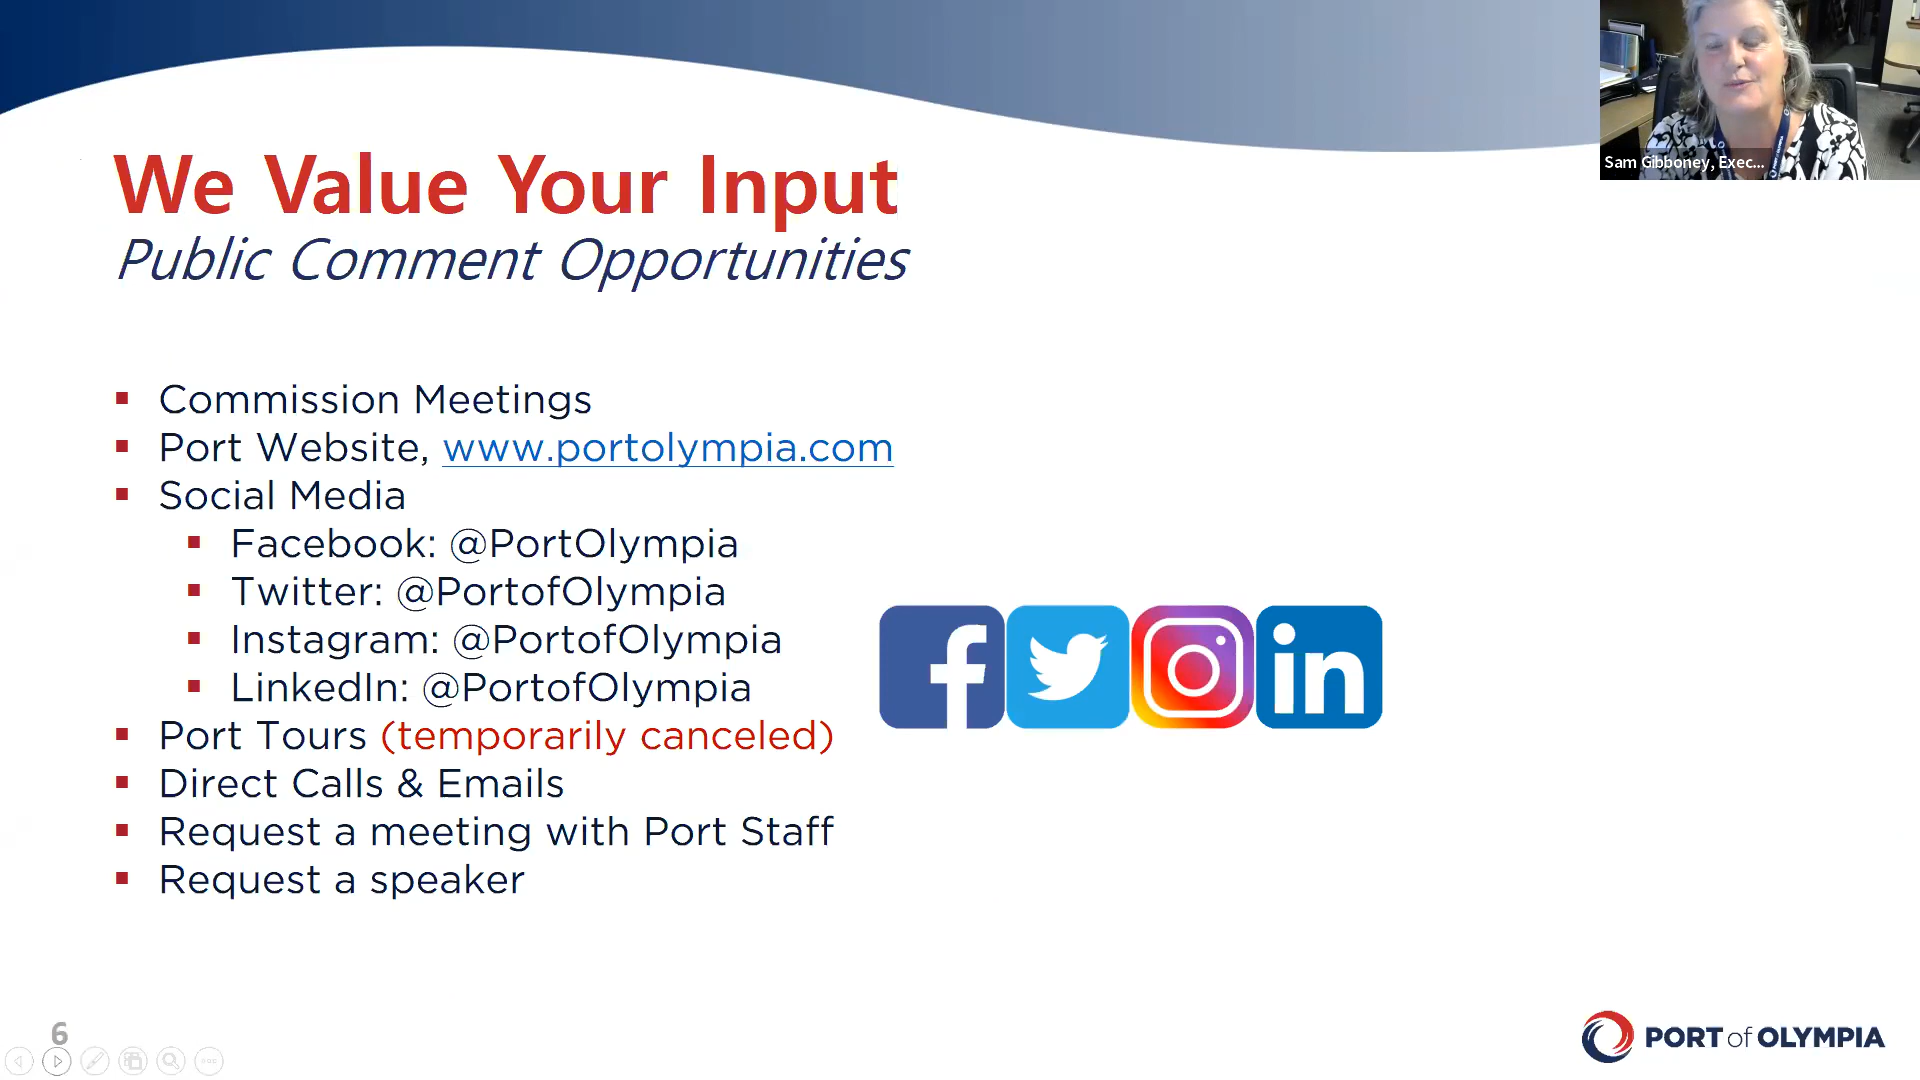 We Value Your Input
Public Comment Opportunities
Commission Meetings
Port Website, www.portolympia.com
Social Media
Facebook: @PortOlympia
Twitter: @PortofOlympia
Instagram: @PortofOlympia
LinkedIn: @PortofOlympia
Port Tours (temporarily canceled)
Direct Calls & Emails
Request a meeting with Port Staff
Request a speaker
f
in
Sam Gibboney, Exec...
6
PORT of OLYMPIA